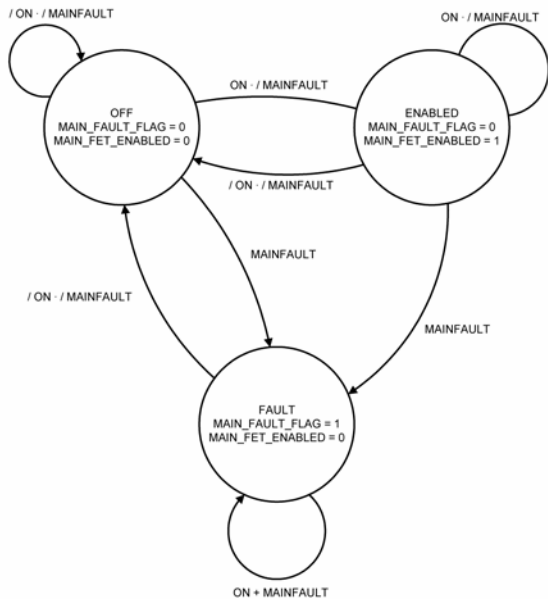 / ON · / MAINFAULT
ON · / MAINFAULT
ON · / MAINFAULT
OFF
MAIN_FAULT_FLAG = 0
MAIN_FET_ENABLED = 0
ENABLED
MAIN_FAULT_FLAG = 0
MAIN_FET_ENABLED = 1
/ ON · / MAINFAULT
MAINFAULT
/ ON · / MAINFAULT
MAINFAULT
FAULT
MAIN_FAULT_FLAG = 1
MAIN_FET_ENABLED = 0
ON + MAINFAULT